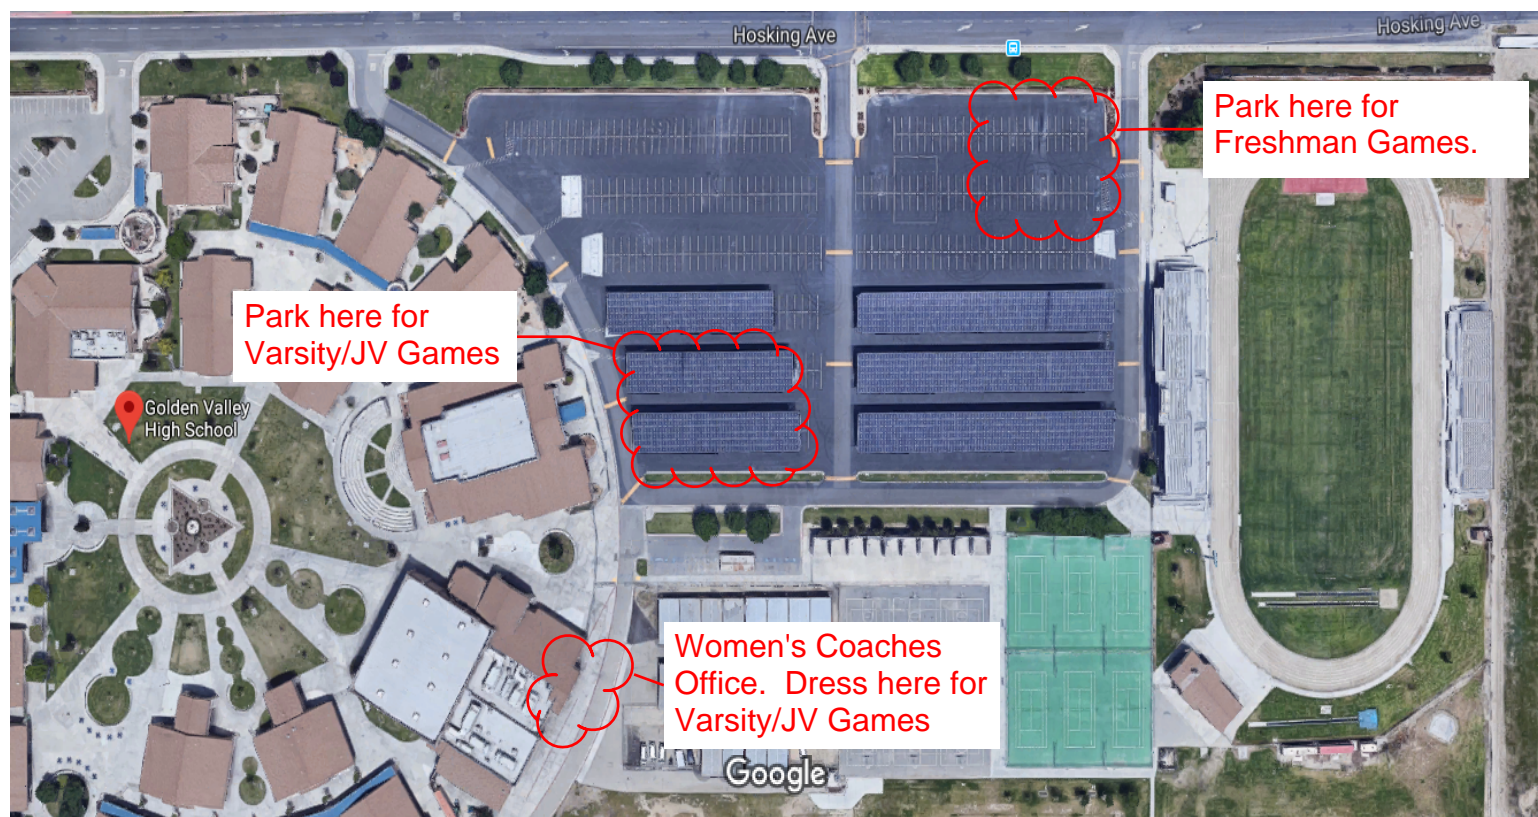 Hosking Ave
Hosking Ave
Park here for
Freshman Games.
Park here for
Varsity/JV Games
Golden Valley
High School
Women's Coaches
Office.  Dress here for
Varsity/JV Games
Google